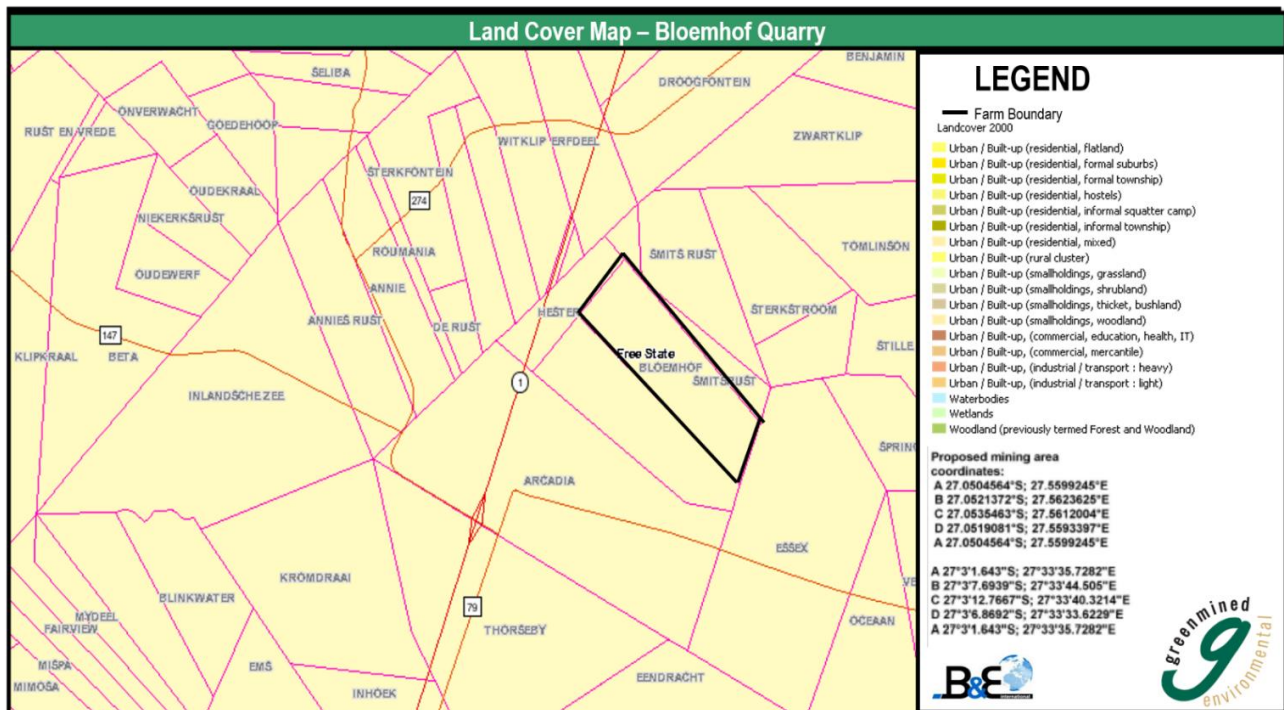 Land Cover Map – Bloemhof Quarry
BENJAMIN
SELIBA
DROOGFONTEIN
ONVERWACHT
RUST EN VREDE
GOEDEHOOP
WITKLIP ERFDEEL
ZWARTKLIP
STERKFONTEIN
OUDEKRAAL
274
NIEKERKSRUST
ROUMANIA
SMITS RUST
TOMLINSON
OUDEWERF
ANNIE
HESTER
STERKSTROOM
ANNIES RUST
DE RUST
147
KLIPKRAAL
BETA
STILLE
Free State
BLOEMHOF
SMITSRUST
1
INLANDSCHE ZEE
SPRING
ARCADIA
ESSEX
KROMDRAAI
BLINKWATER
VE
79
MYDEEL
FAIRVIEW
THORSEBY
OCEAAN
MISPA
EMS
MIMOSA
INHOEK
EENDRACHT
LEGEND
Farm Boundary
Landcover 2000
Urban / Built-up (residential, flatland)
Urban / Built-up (residential, formal suburbs)
Urban / Built-up (residential, formal township)
Urban / Built-up (residential, hostels)
Urban / Built-up (residential, informal squatter camp)
Urban / Built-up (residential, informal township)
Urban / Built-up (residential, mixed)
Urban / Built-up (rural cluster)
Urban / Built-up (smallholdings, grassland)
Urban / Built-up (smallholdings, shrubland)
Urban / Built-up (smallholdings, thicket, bushland)
Urban / Built-up (smallholdings, woodland)
Urban / Built-up, (commercial, education, health, IT)
Urban / Built-up, (commercial, mercantile)
Urban / Built-up, (industrial / transport : heavy)
Urban / Built-up, (industrial / transport : light)
Waterbodies
Wetlands
Woodland (previously termed Forest and Woodland)
Proposed mining area
coordinates:
A 27.0504564°S; 27.5599245°E
B 27.0521372°S; 27.5623625°E
C 27.0535463°S; 27.5612004°E
D 27.0519081°S; 27.5593397°E
A 27.0504564°S; 27.5599245°E
A 27°3'1.643"S; 27°33'35.7282"E
B 27°3'7.6939"S; 27°33'44.505"E
C 27°3'12.7667"S; 27°33'40.3214"E
D 27°3'6.8692"S; 27°33'33.6229"E
A 27°3'1.643"S; 27°33'35.7282"E
B&E
international
greenmined
g
environmental